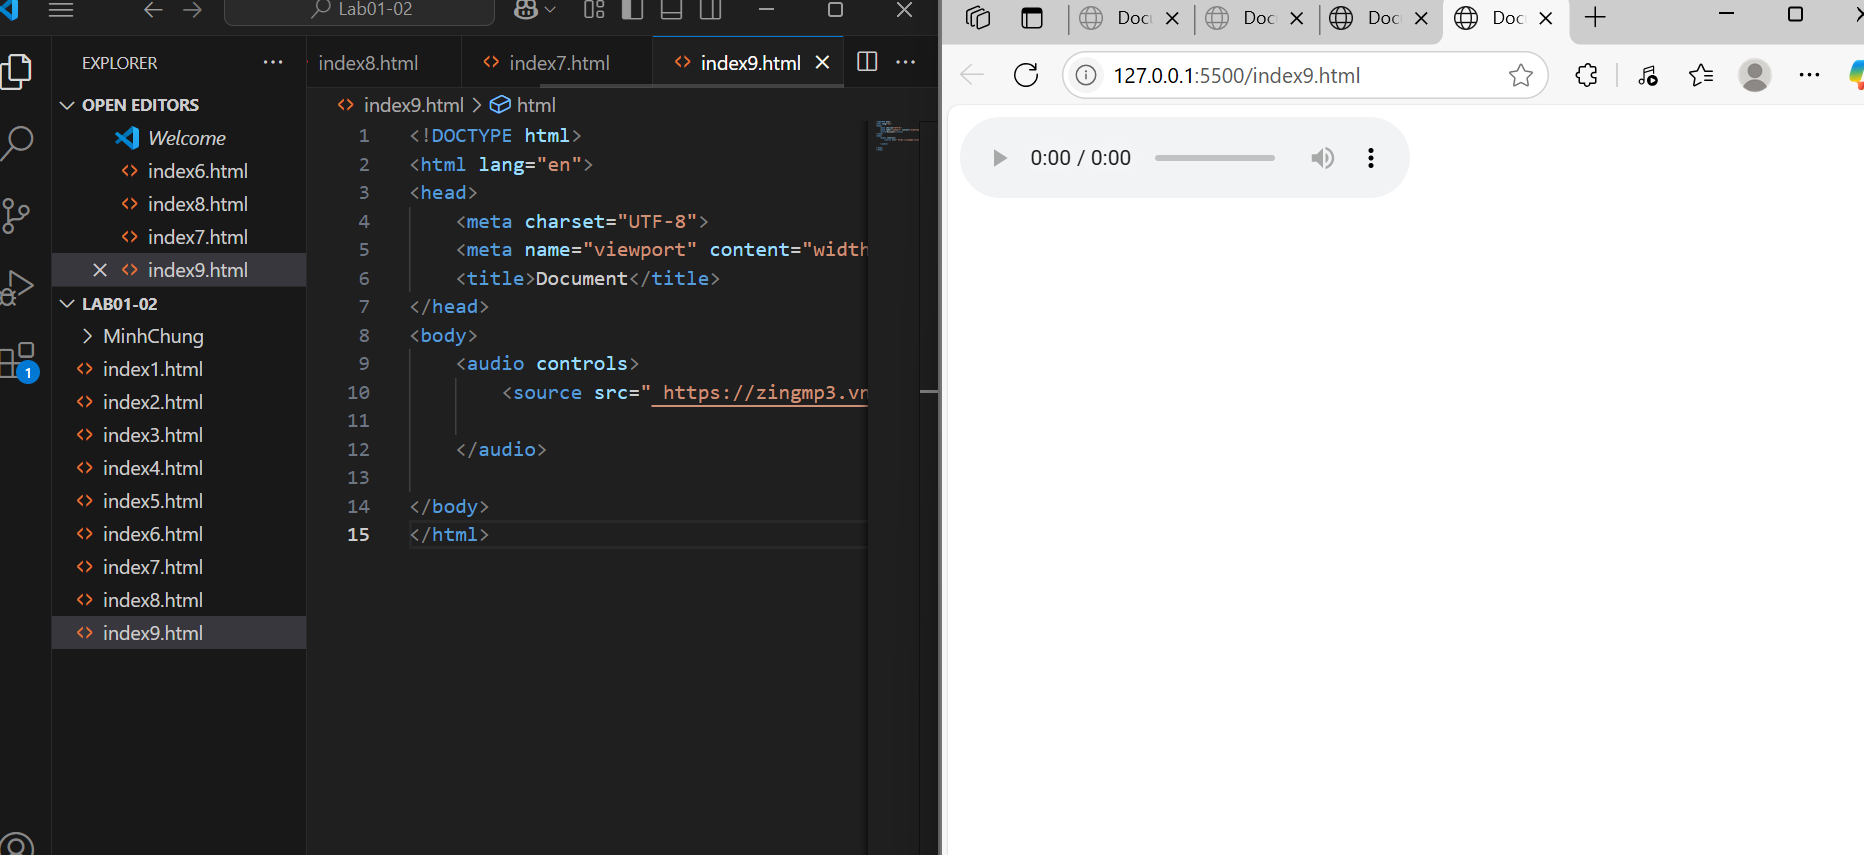 Lab01-02
EXPLORER
OPEN EDITORS
Welcome
index6.html
index8.html
index7.html
index9.html
LAB01-02
MinhChung
index1.html
index2.html
index3.html
index4.html
index5.html
index6.html
index7.html
index8.html
index9.html
1
index8.html
index7.html
index9.html
index9.html > html
1 <!DOCTYPE html>
2 <html lang="en">
3 <head>
4 <meta charset="UTF-8">
5 <meta name="viewport" content="width
6 <title>Document</title>
7 </head>
8 <body>
9 <audio controls>
10 <source src=" https://zingmp3.vn
11
12 </audio>
13
14 </body>
15 </html>
Doc
Doc
Doc
Doc
127.0.0.1:5500/index9.html
0:00 / 0:00